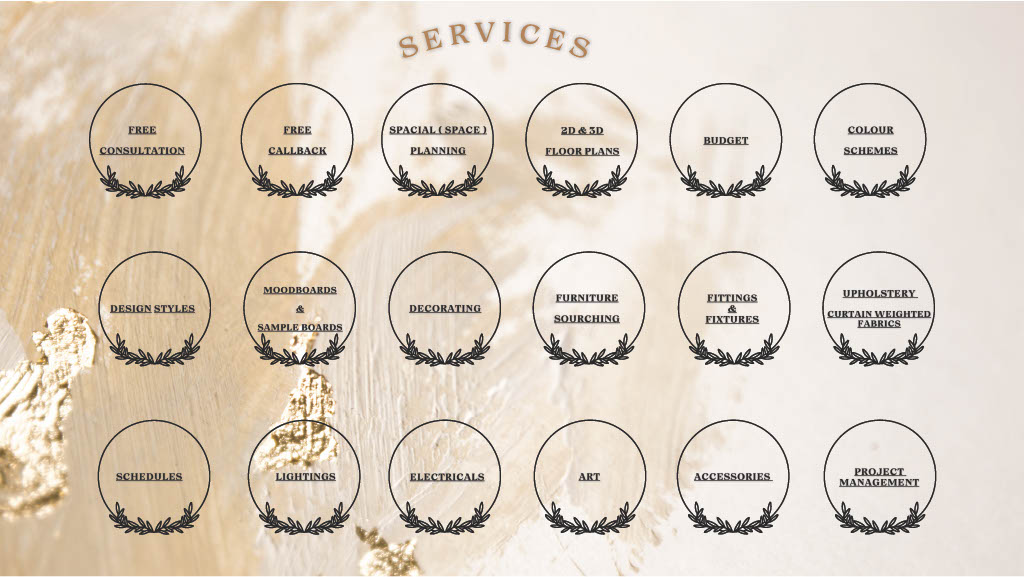 SERVICES
FREE
CONSULTATION
FREE
CALLBACK
SPACIAL ( SPACE )
PLANNING
2D & 3D
FLOOR PLANS
BUDGET
COLOUR
SCHEMES
DESIGN STYLES
MOODBOARDS
&
SAMPLE BOARDS
DECORATING
FURNITURE
SOURCHING
FITTINGS
&
FIXTURES
UPHOLSTERY
CURTAIN WEIGHTED
FABRICS
SCHEDULES
LIGHTINGS
ELECTRICALS
ART
ACCESSORIES
PROJECT
MANAGEMENT